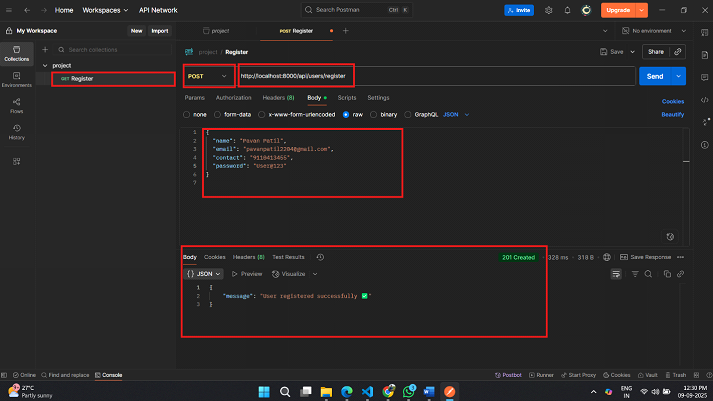 Home Workspaces API Network Search Postman Ctrl K Invite Upgrade
My Workspace New Import project POST Register No environment
Collections Search collections project / Register Save Share
project
GET Register POST http://localhost:8000/api/users/register Send
Environments
Params Authorization Headers (8) Body Scripts Settings Cookies
Flows
none form-data x-www-form-urlencoded raw binary GraphQL JSON Beautify
History
1 {
2 "name": "Pavan Patil",
3 "email": "pavanpatil2204@gmail.com",
4 "contact": "9110413455",
5 "password": "User@123"
6 }
7
Body Cookies Headers (8) Test Results 201 Created 328 ms 318 B Save Response
{} JSON Preview Visualize
1 {
2 "message": "User registered successfully ✅"
3 }
Online Find and replace Console Postbot Runner Start Proxy Cookies Vault Trash
27°C
Partly sunny
ENG
IN
12:30 PM
09-09-2025